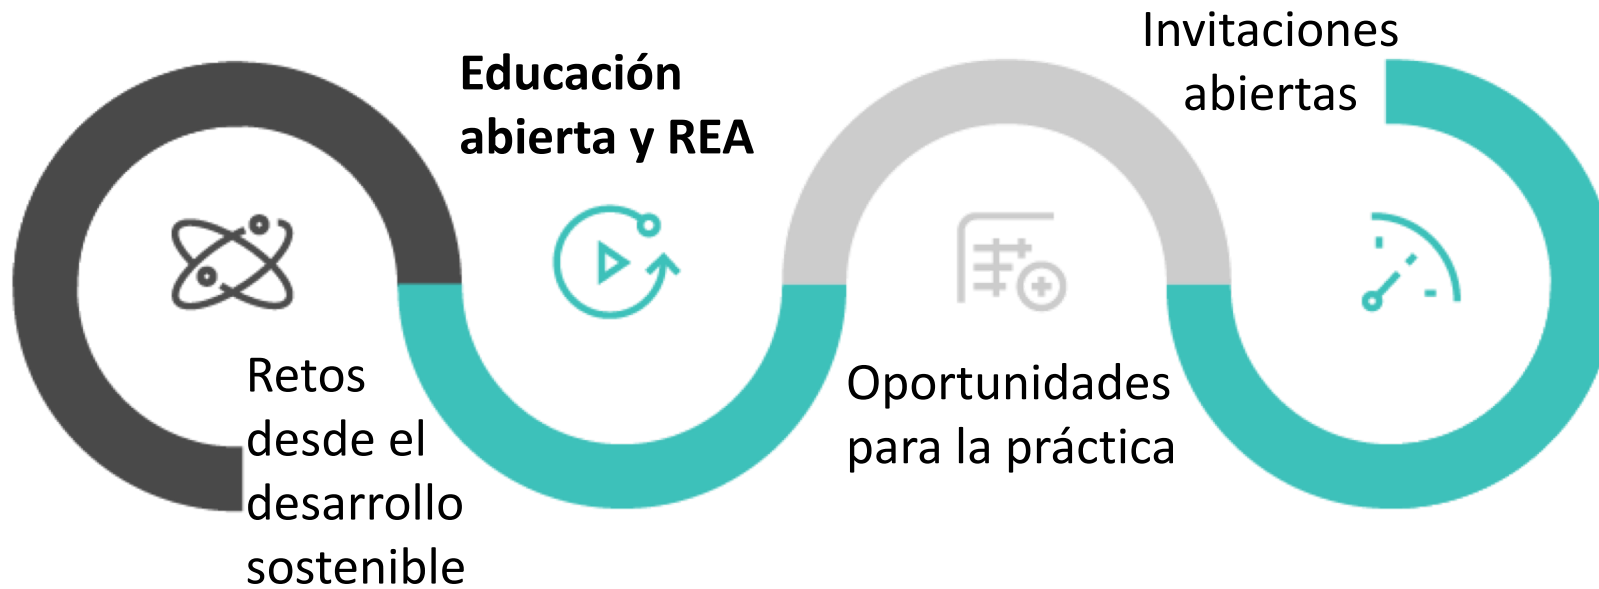 Retos
desde el
desarrollo
sostenible
Educación
abierta y REA
Oportunidades
para la práctica
Invitaciones
abiertas